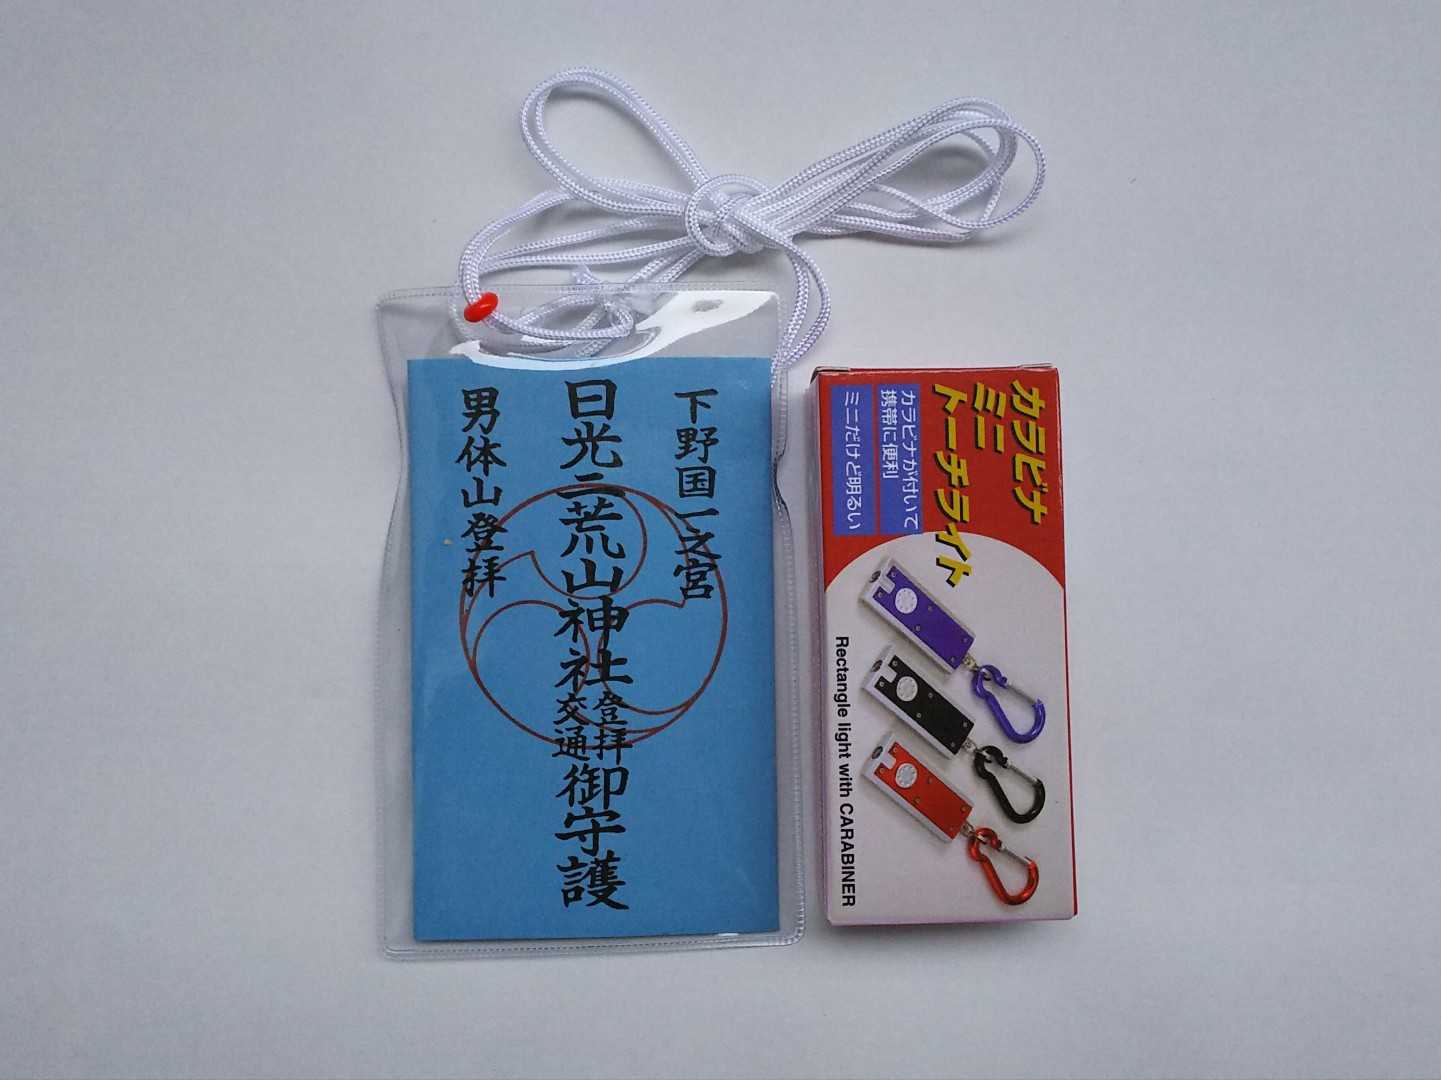 下野国一之宮
日光二荒山神社登拝交通御守護
男体山登拝
カラビナ
ミニ
トーチライト
カラビナが付いて
携帯に便利
ミニだけど明るい
Rectangle light with CARABINER